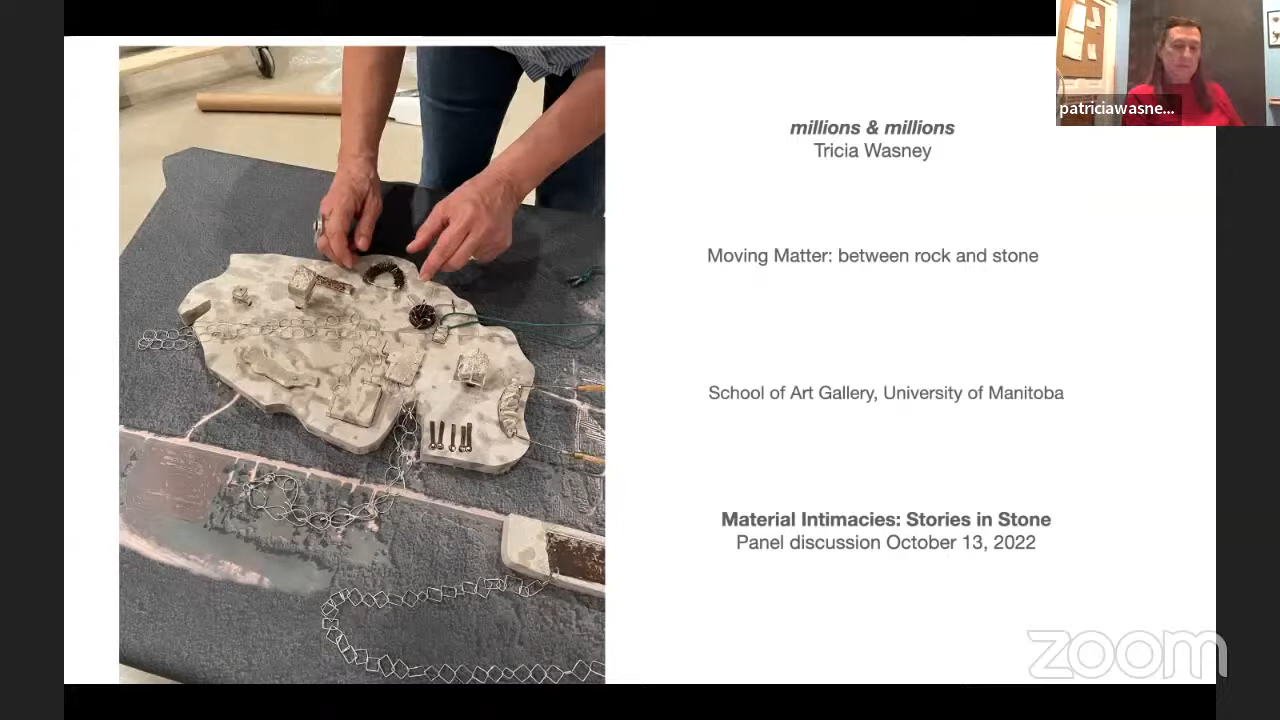 millions & millions
Tricia Wasney
Moving Matter: between rock and stone
School of Art Gallery, University of Manitoba
Material Intimacies: Stories in Stone
Panel discussion October 13, 2022
patriciawasne...
zoom